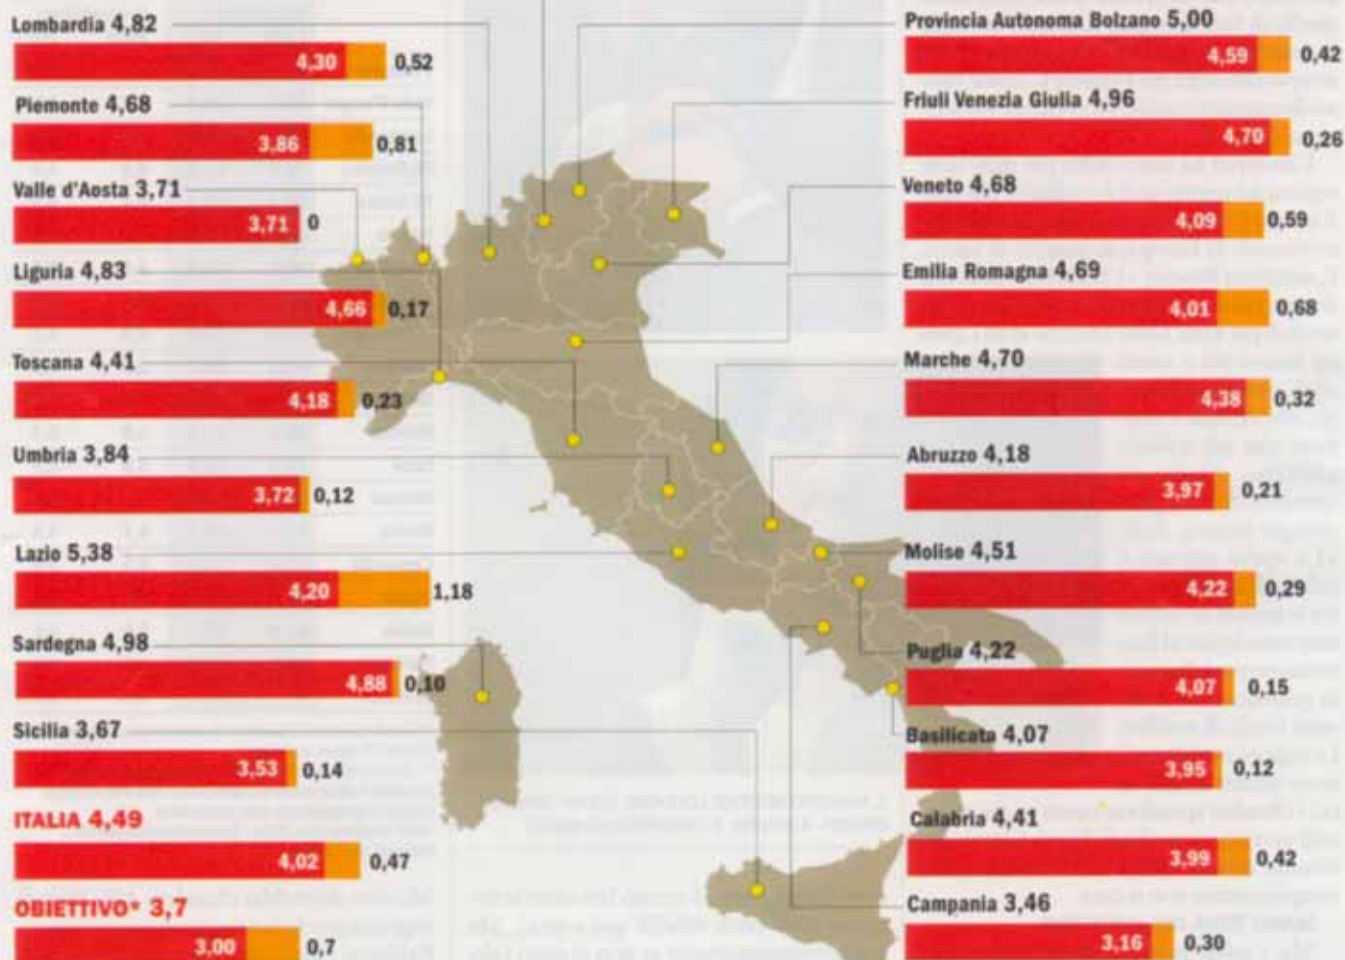 Lombardia 4,82
4,30 0,52
Piemonte 4,68
3,86 0,81
Valle d'Aosta 3,71
3,71 0
Liguria 4,83
4,66 0,17
Toscana 4,41
4,18 0,23
Umbria 3,84
3,72 0,12
Lazio 5,38
4,20 1,18
Sardegna 4,98
4,88 0,10
Sicilia 3,67
3,53 0,14
ITALIA 4,49
4,02 0,47
OBIETTIVO* 3,7
3,00 0,7
Provincia Autonoma Bolzano 5,00
4,59 0,42
Friuli Venezia Giulia 4,96
4,70 0,26
Veneto 4,68
4,09 0,59
Emilia Romagna 4,69
4,01 0,68
Marche 4,70
4,38 0,32
Abruzzo 4,18
3,97 0,21
Molise 4,51
4,22 0,29
Puglia 4,22
4,07 0,15
Basilicata 4,07
3,95 0,12
Calabria 4,41
3,99 0,42
Campania 3,46
3,16 0,30